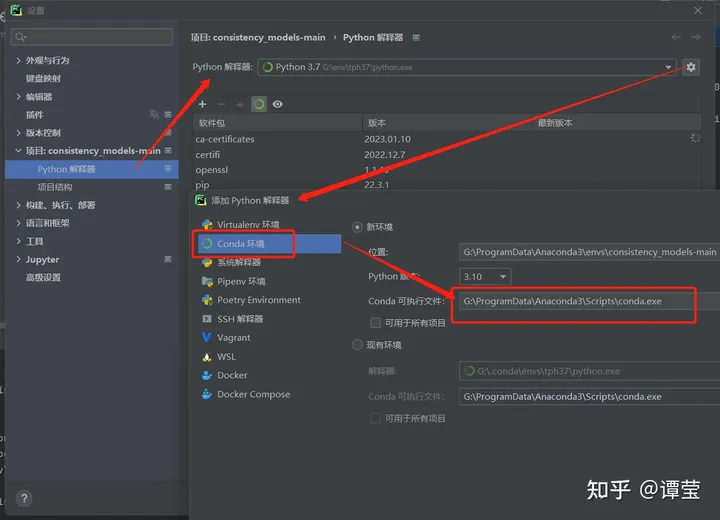 设置
项目: consistency_models-main › Python 解释器
Python 解释器: Python 3.7 G:\env\tph37\python.exe
外观与行为
键盘映射
编辑器
插件
版本控制
项目: consistency_models-main
Python 解释器
项目结构
构建、执行、部署
语言和框架
工具
Jupyter
高级设置
软件包 版本 最新版本
ca-certificates 2023.01.10
certifi 2022.12.7
openssl
pip 22.3.1
添加 Python 解释器
Virtualenv 环境
Conda 环境
系统解释器
Pipenv 环境
Poetry Environment
SSH 解释器
Vagrant
WSL
Docker
Docker Compose
新环境
位置: G:\ProgramData\Anaconda3\envs\consistency_models-main
Python 版本: 3.10
Conda 可执行文件: G:\ProgramData\Anaconda3\Scripts\conda.exe
可用于所有项目
现有环境
解释器: G:\.conda\envs\tph37\python.exe
Conda 可执行文件: G:\ProgramData\Anaconda3\Scripts\conda.exe
可用于所有项目
?
知乎 @谭莹